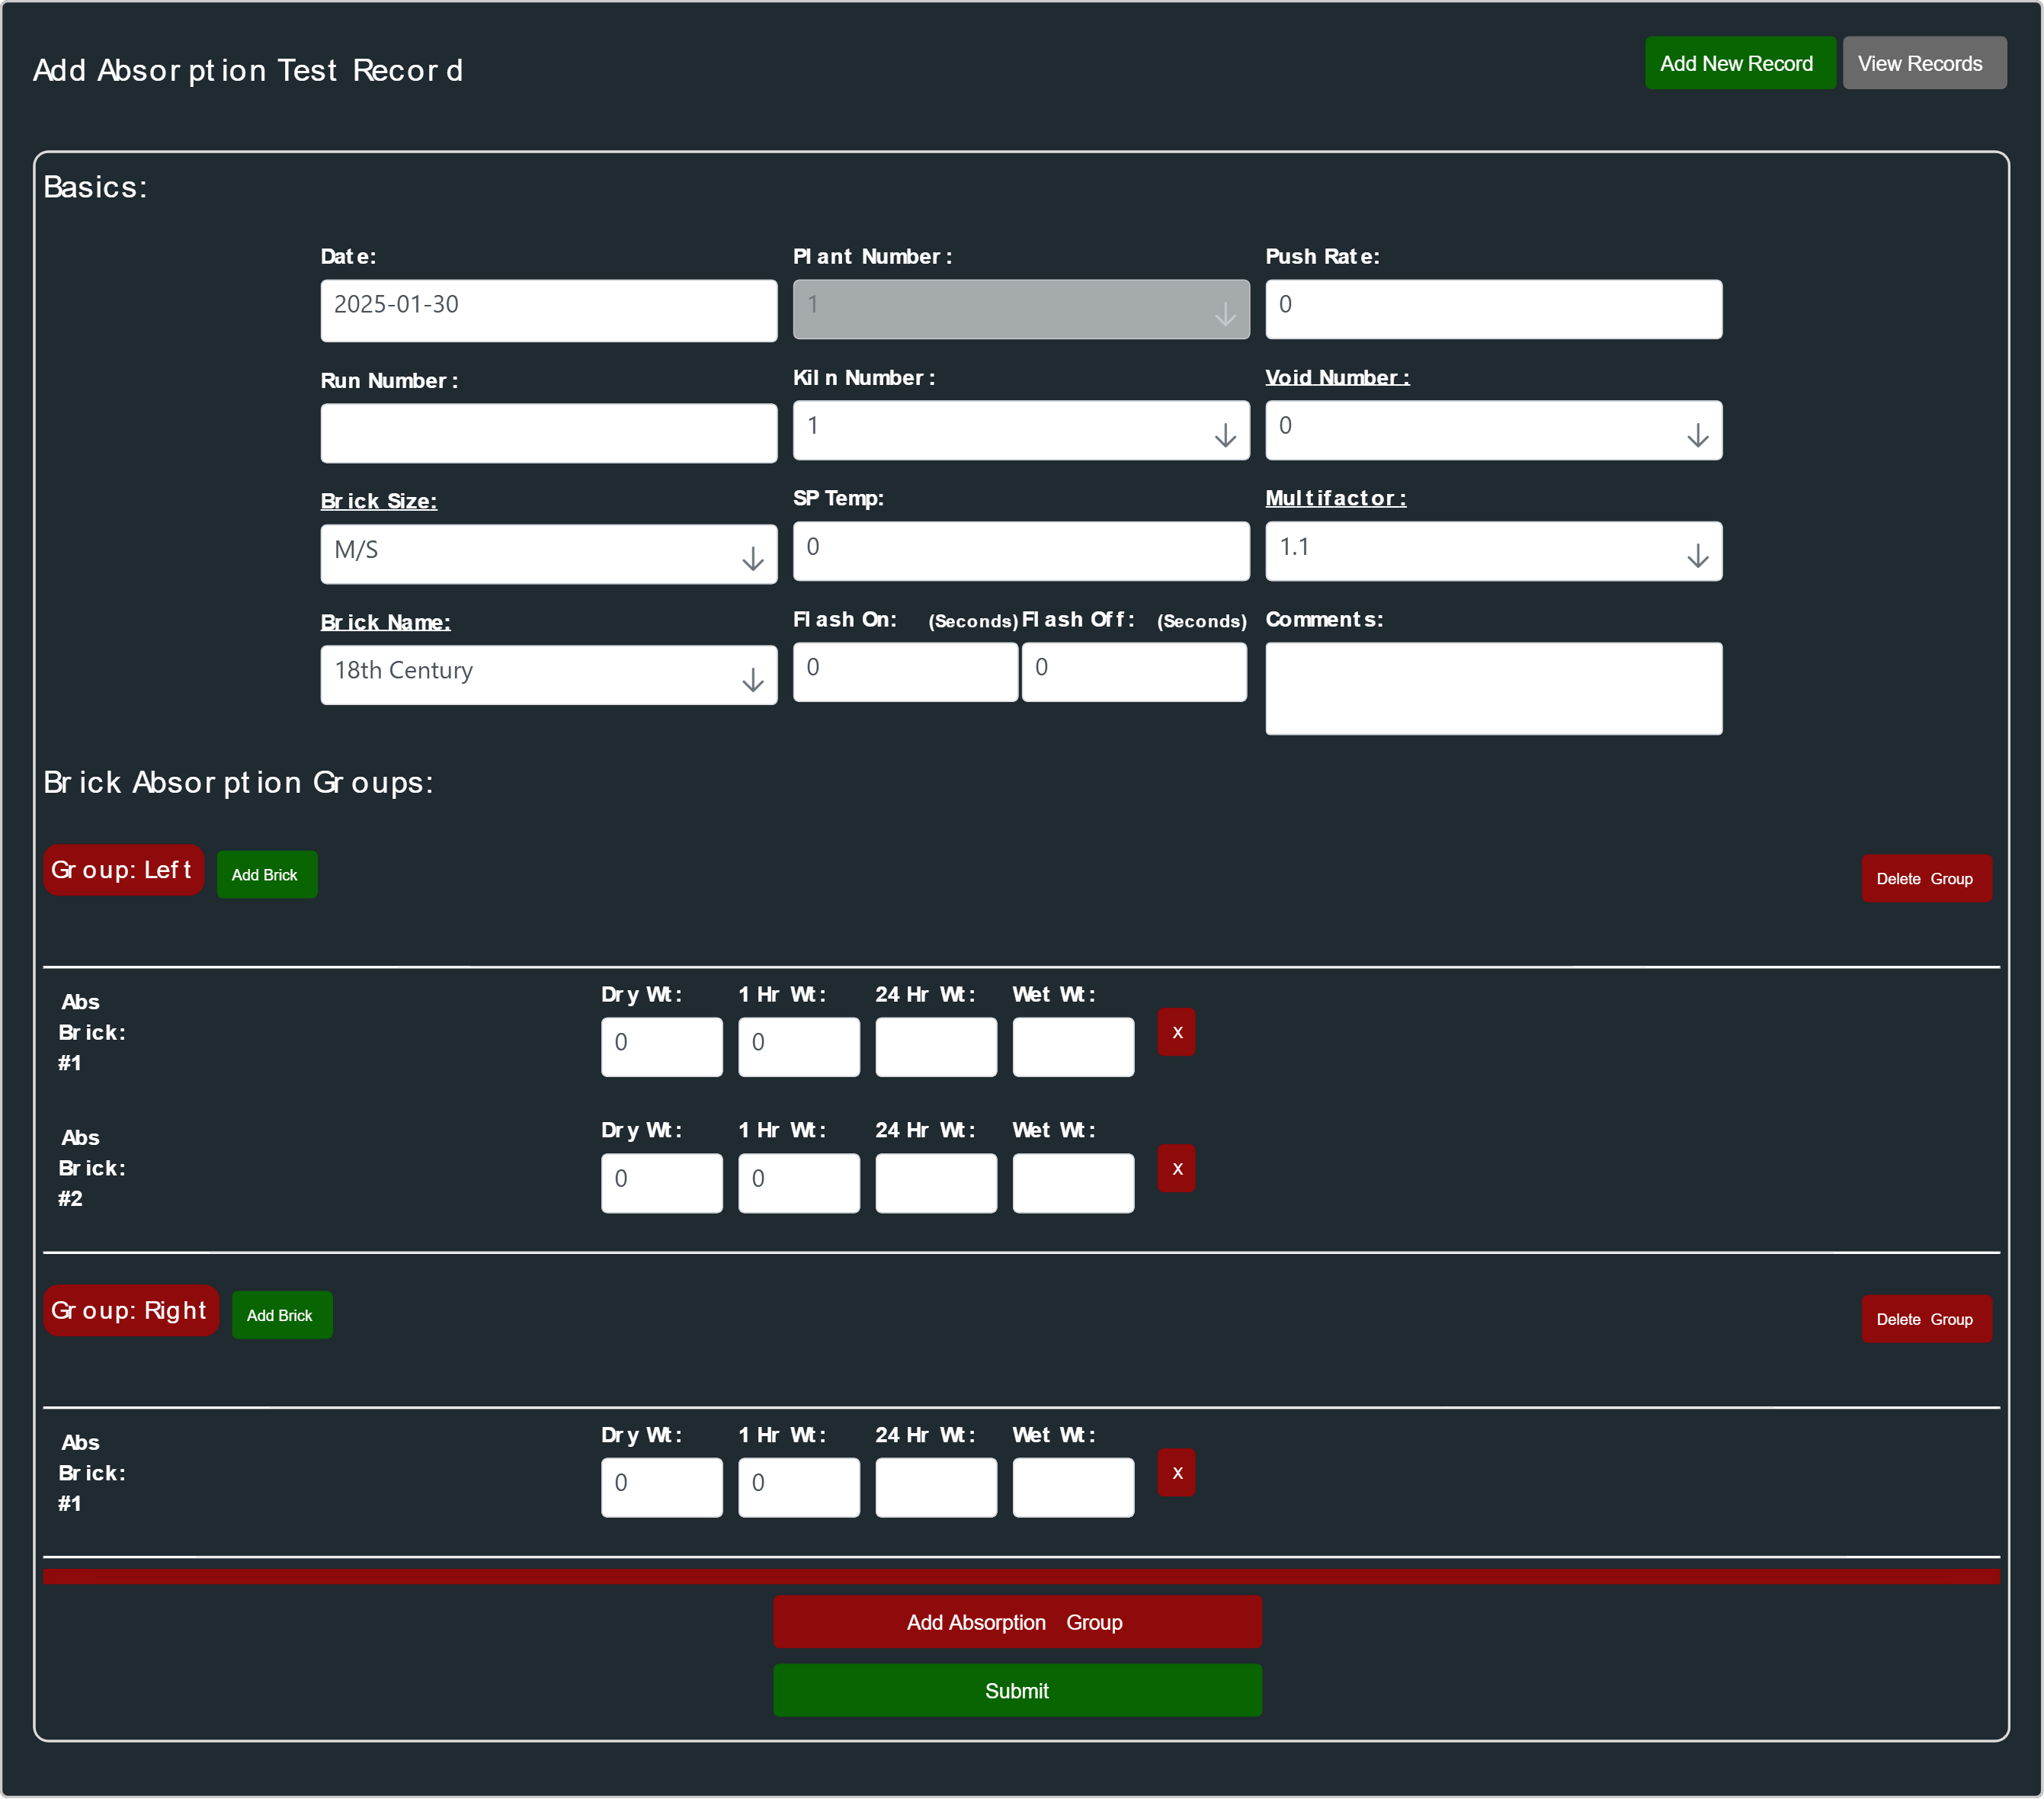 Add Absorption Test Record
Add New Record
View Records
Basics:
Date:
Plant Number:
Push Rate:
2025-01-30
1
0
Run Number:
Kiln Number:
Void Number:
1
0
Brick Size:
SP Temp:
Multifactor:
M/S
0
1.1
Brick Name:
Flash On: (Seconds)
Flash Off: (Seconds)
Comments:
18th Century
0
0
Brick Absorption Groups:
Group: Left
Add Brick
Delete Group
Abs
Brick:
#1
Dry Wt:
1 Hr Wt:
24 Hr Wt:
Wet Wt:
0
0
x
Abs
Brick:
#2
Dry Wt:
1 Hr Wt:
24 Hr Wt:
Wet Wt:
0
0
x
Group: Right
Add Brick
Delete Group
Abs
Brick:
#1
Dry Wt:
1 Hr Wt:
24 Hr Wt:
Wet Wt:
0
0
x
Add Absorption Group
Submit